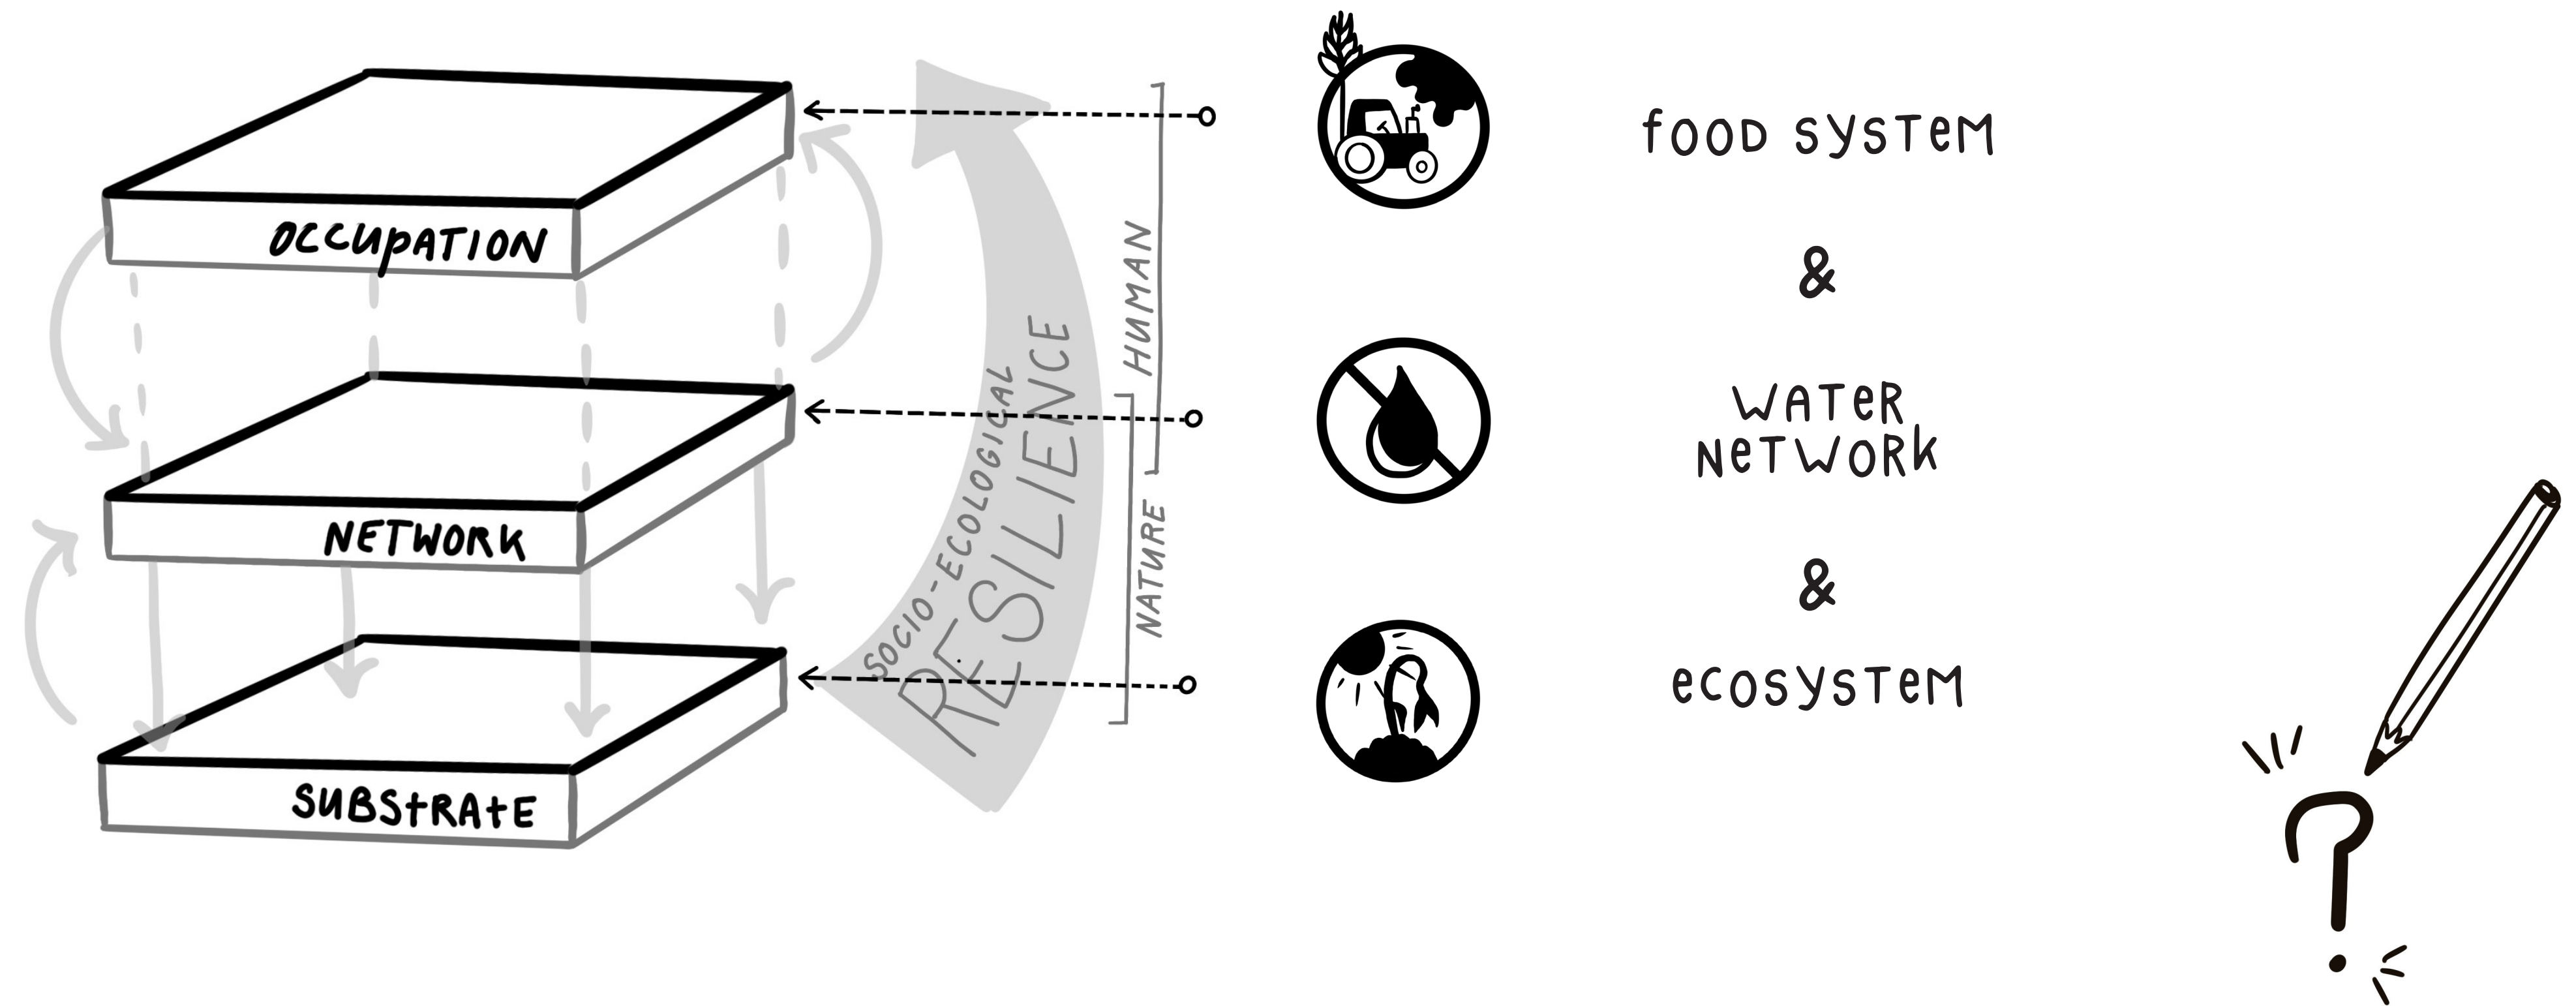 OCCUPATION
NETWORK
SUBSTRATE
SOCIO-ECOLOGICAL
RESILIENCE
HUMAN
NATURE
fOOD SYSTeM
&
WATeR
NeTWORk
&
eCOSYSTeM
?